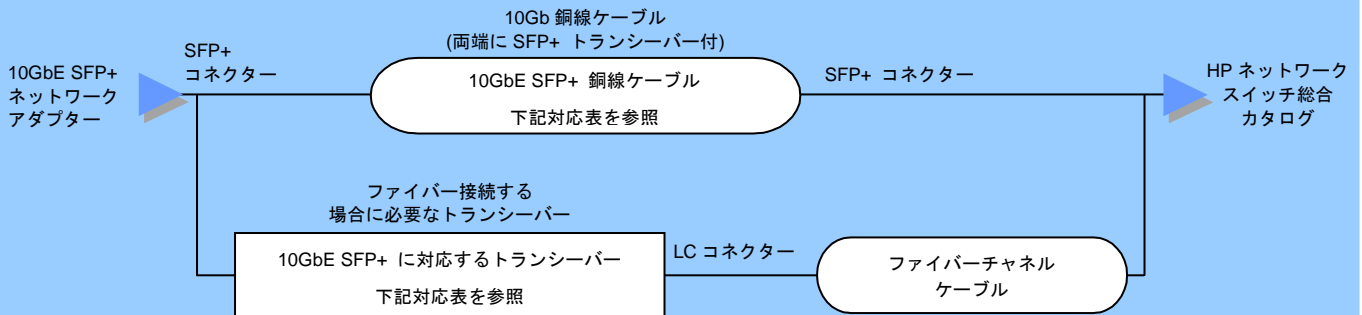 10Gb 銅線ケーブル
(両端に SFP+ トランシーバー付)
10GbE SFP+
ネットワーク
アダプター
SFP+
コネクター
10GbE SFP+ 銅線ケーブル
下記対応表を参照
SFP+ コネクター
HP ネットワーク
スイッチ総合
カタログ
ファイバー接続する
場合に必要なトランシーバー
10GbE SFP+ に対応するトランシーバー
下記対応表を参照
LC コネクター
ファイバーチャネル
ケーブル